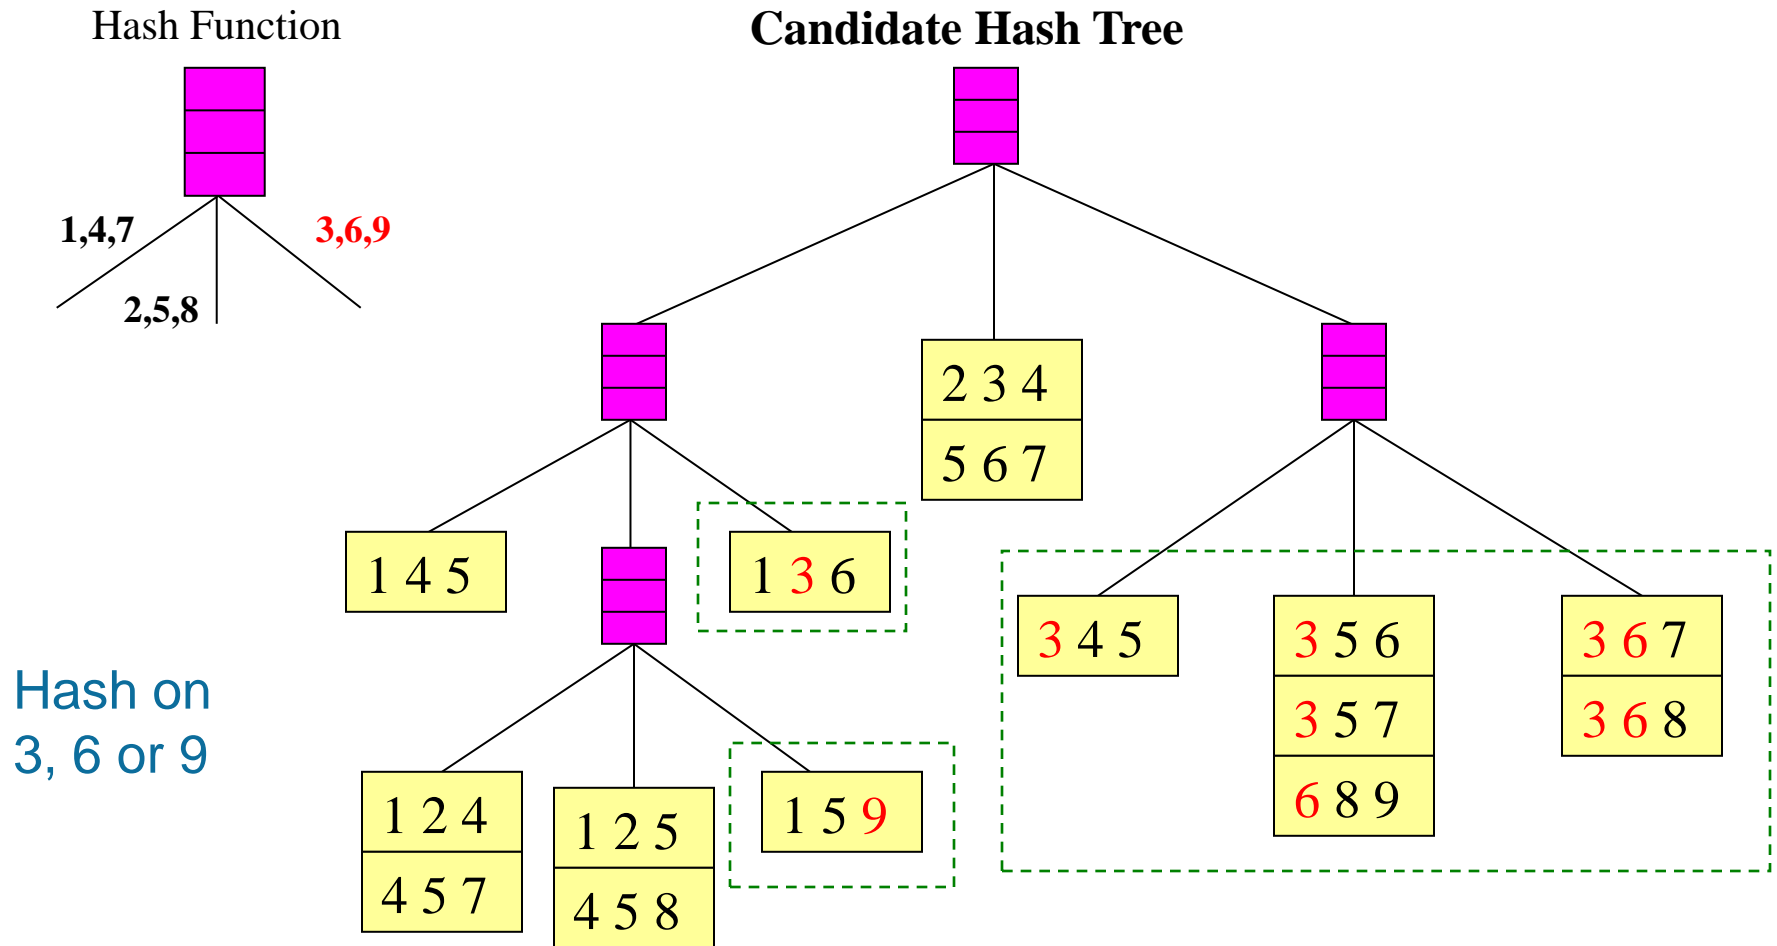 Hash Function
Candidate Hash Tree
1,4,7
3,6,9
2,5,8
2 3 4
5 6 7
1 4 5
1 3 6
3 4 5
3 5 6
3 6 7
3 5 7
3 6 8
6 8 9
Hash on
3, 6 or 9
1 2 4
1 2 5
1 5 9
4 5 7
4 5 8